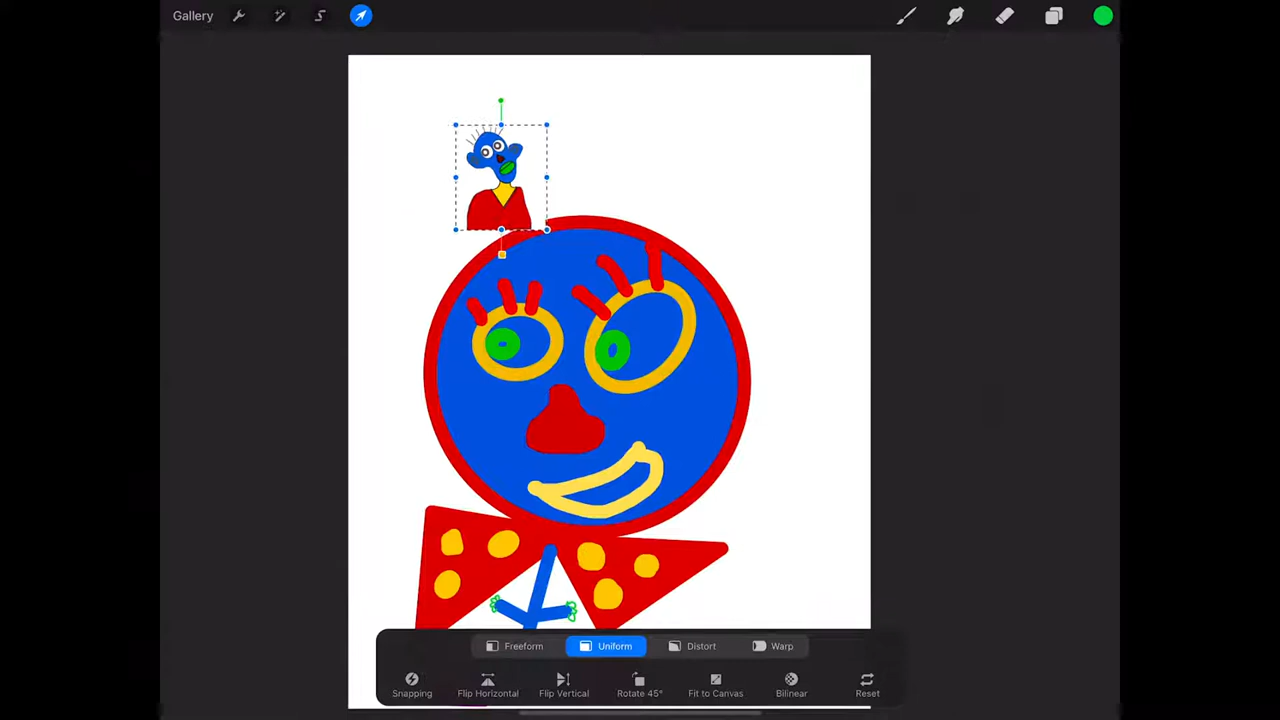 Gallery
Freeform Uniform Distort Warp
Snapping Flip Horizontal Flip Vertical Rotate 45° Fit to Canvas Bilinear Reset